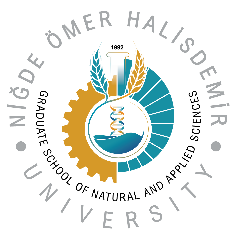 NİĞDE ÖMER HALİSDEMİR
UNIVERSITY
GRADUATE SCHOOL OF NATURAL AND APPLIED SCIENCES
1992